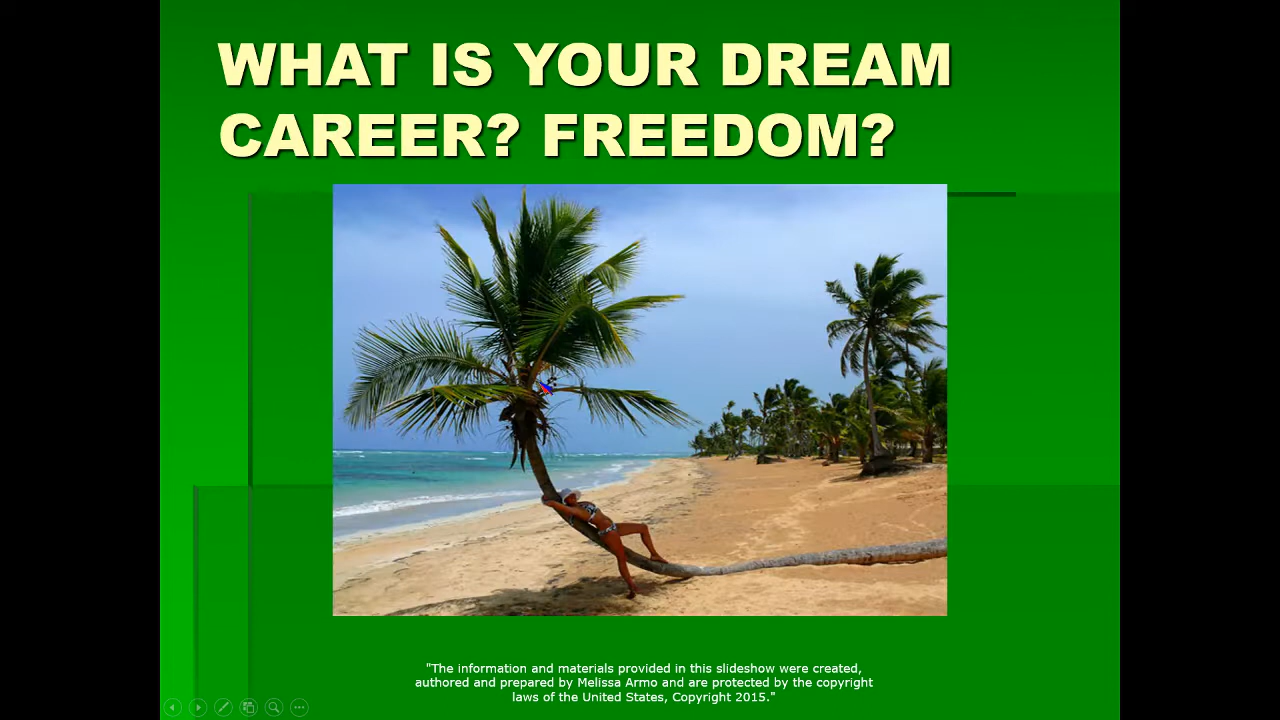 WHAT IS YOUR DREAM
CAREER? FREEDOM?
"The information and materials provided in this slideshow were created,
authored and prepared by Melissa Armo and are protected by the copyright
laws of the United States, Copyright 2015."